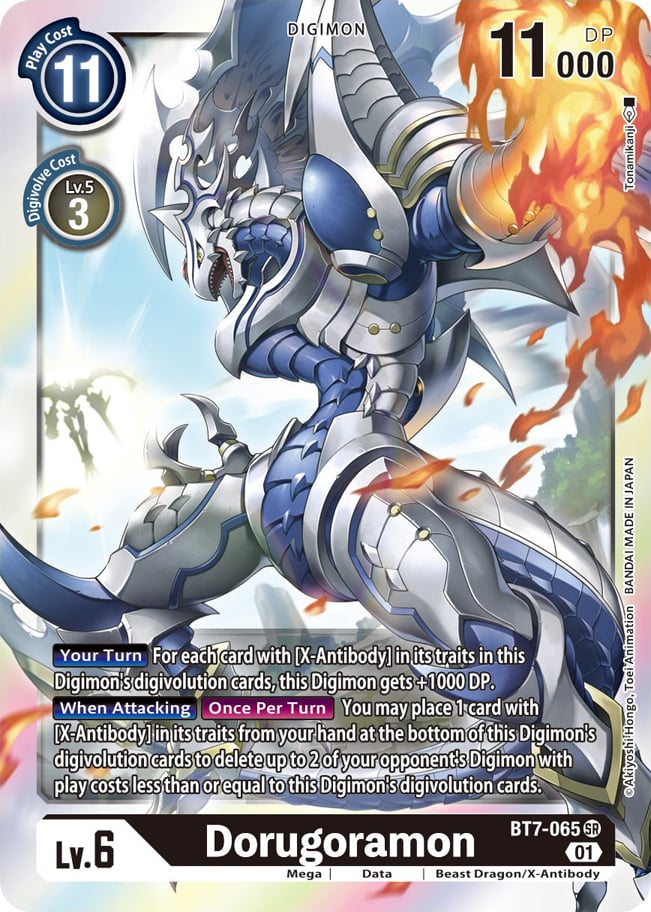 Play Cost
11
DIGIMON
DP
11000
Digivolve Cost
Lv.5
3
Tonamikanji
Your Turn For each card with [X-Antibody] in its traits in this
Digimon's digivolution cards, this Digimon gets +1000 DP.
When Attacking Once Per Turn You may place 1 card with
[X-Antibody] in its traits from your hand at the bottom of this Digimon's
digivolution cards to delete up to 2 of your opponent's Digimon with
play costs less than or equal to this Digimon's digivolution cards.
©Akiyoshi Hongo, Toei Animation BANDAI MADE IN JAPAN
Lv.6
Dorugoramon
BT7-065 SR
01
Mega | Data | Beast Dragon/X-Antibody